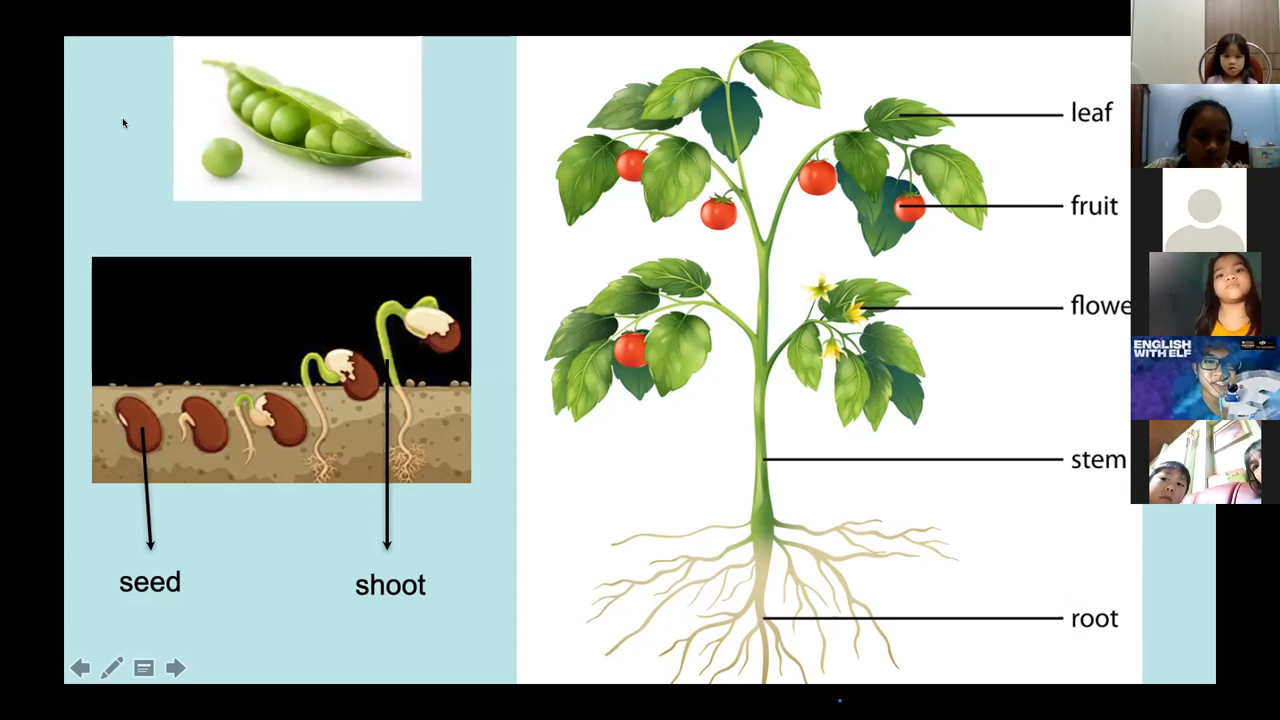 leaf
fruit
flowe
stem
root
seed
shoot
ENGLISH
WITH ELF